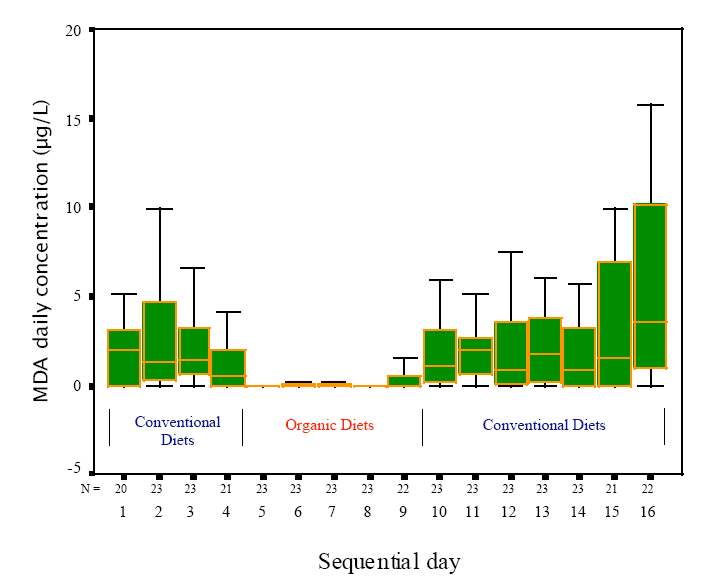 20
15
10
5
0
-5
MDA daily concentration (µg/L)
Conventional
Diets
Organic Diets
Conventional Diets
N = 20 23 23 21 23 23 23 23 22 23 23 23 23 23 21 22
1 2 3 4 5 6 7 8 9 10 11 12 13 14 15 16
Sequential day